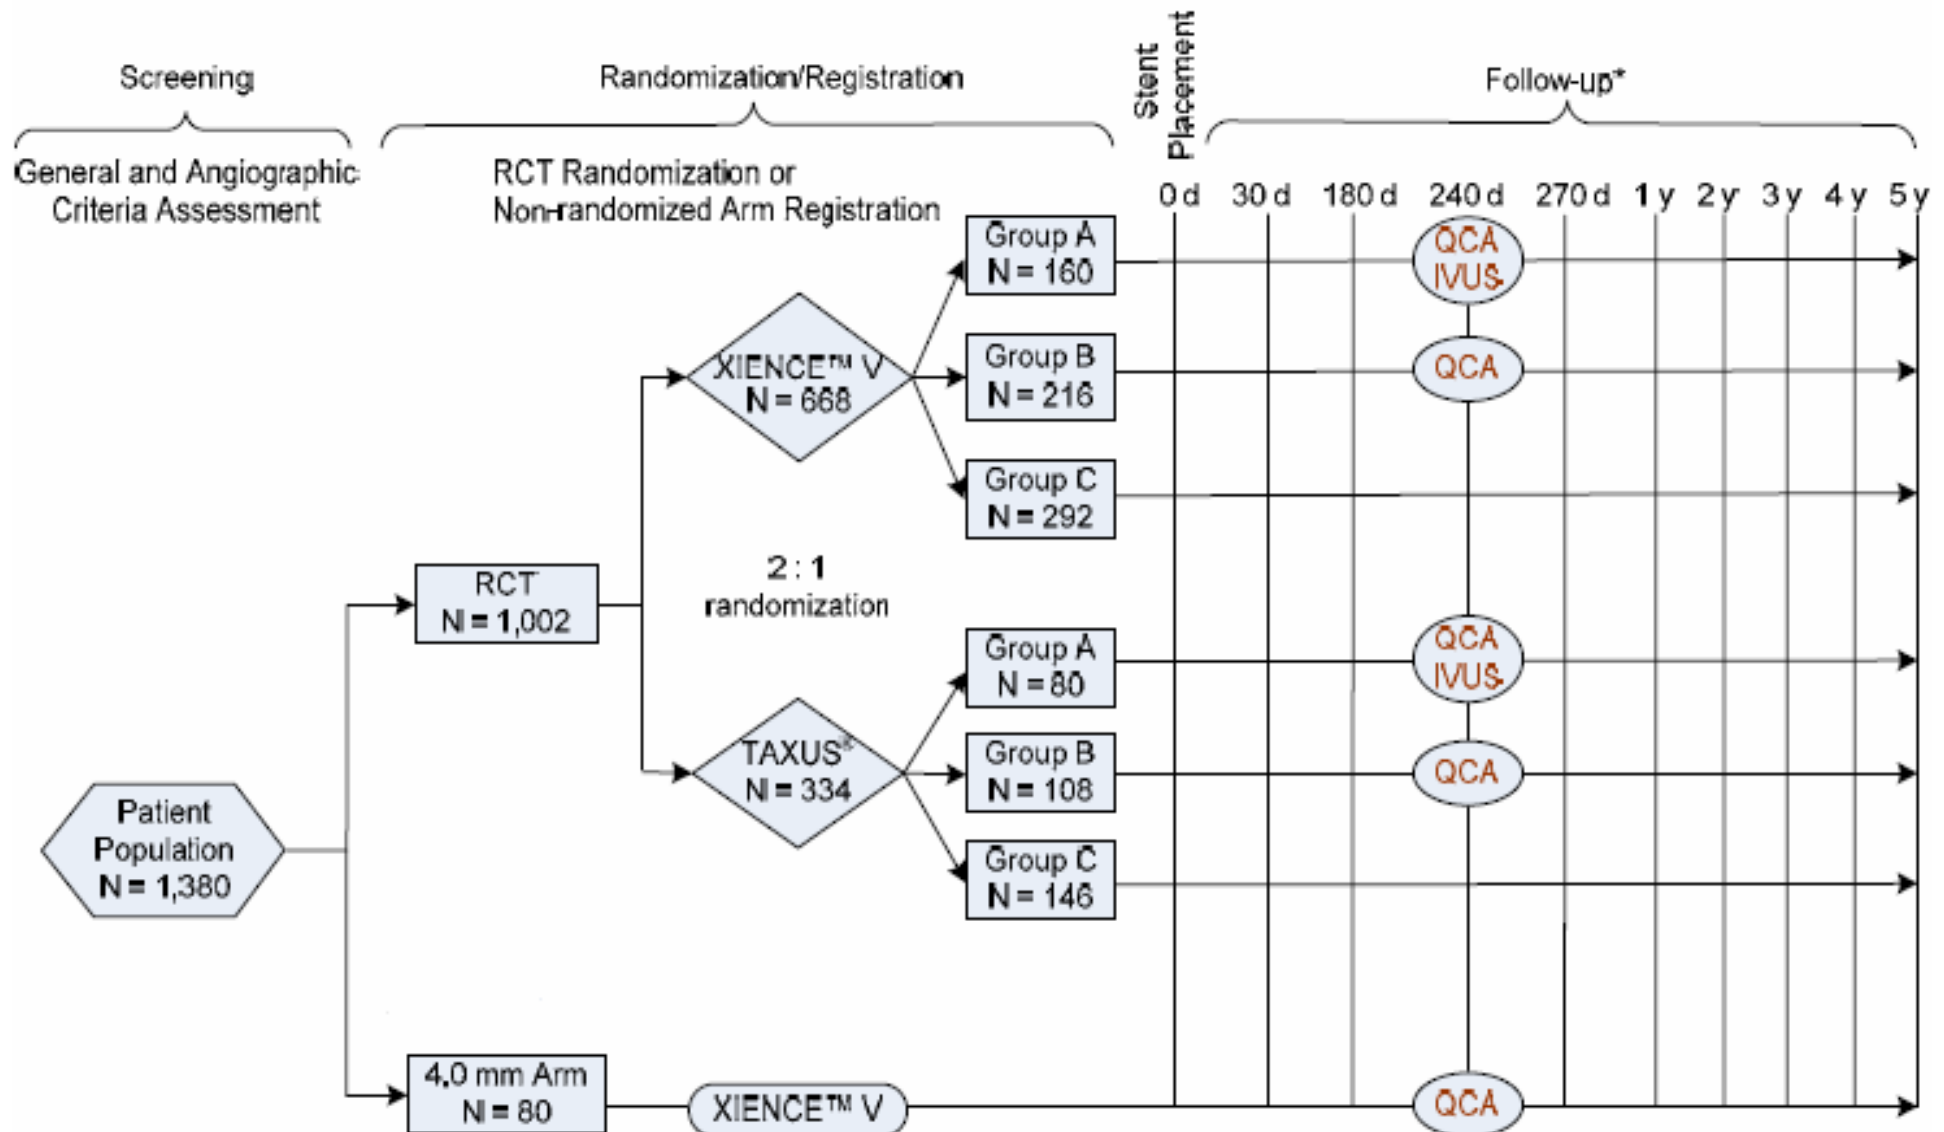 Screening
Randomization/Registration
Stent
Placement
Follow-up*
General and Angiographic
Criteria Assessment
RCT Randomization or
Non-randomized Arm Registration
0 d 30 d 180 d 240 d 270 d 1 y 2 y 3 y 4 y 5 y
Group A
N = 160
QCA
IVUS
XIENCE™ V
N = 668
Group B
N = 216
QCA
Group C
N = 292
RCT
N = 1,002
2 : 1
randomization
Group A
N = 80
QCA
IVUS
TAXUS®
N = 334
Group B
N = 108
QCA
Group C
N = 146
Patient
Population
N = 1,380
4.0 mm Arm
N = 80
XIENCE™ V
QCA